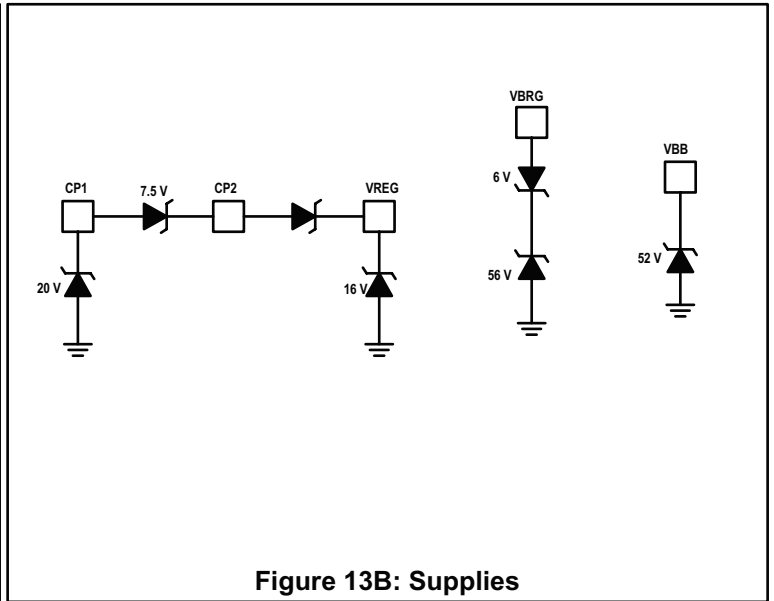 VBRG
VBB
6 V
CP1
7.5 V
CP2
VREG
52 V
56 V
20 V
16 V
Figure 13B: Supplies